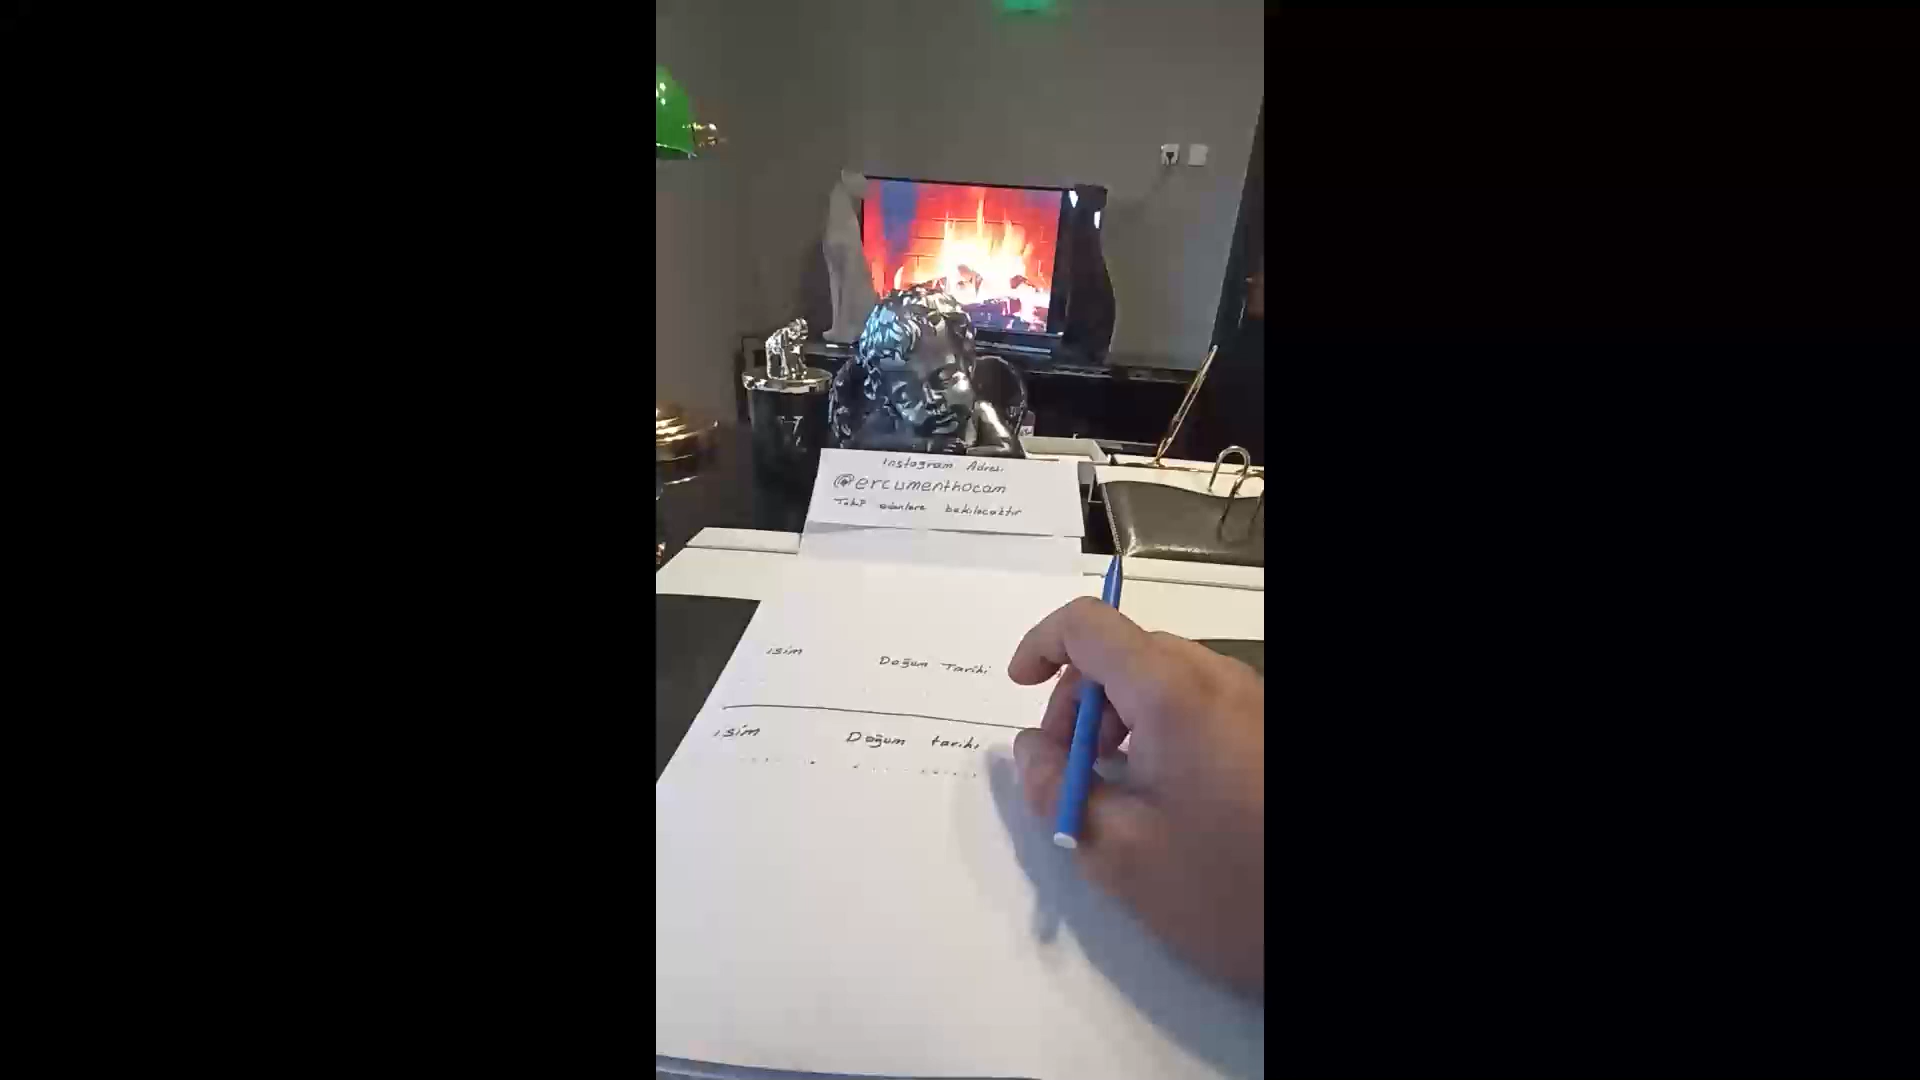 Instagram Adresi
@ercumenthocam
Takip edenlere bakılacaktır
isim Doğum Tarihi
isim Doğum tarihi